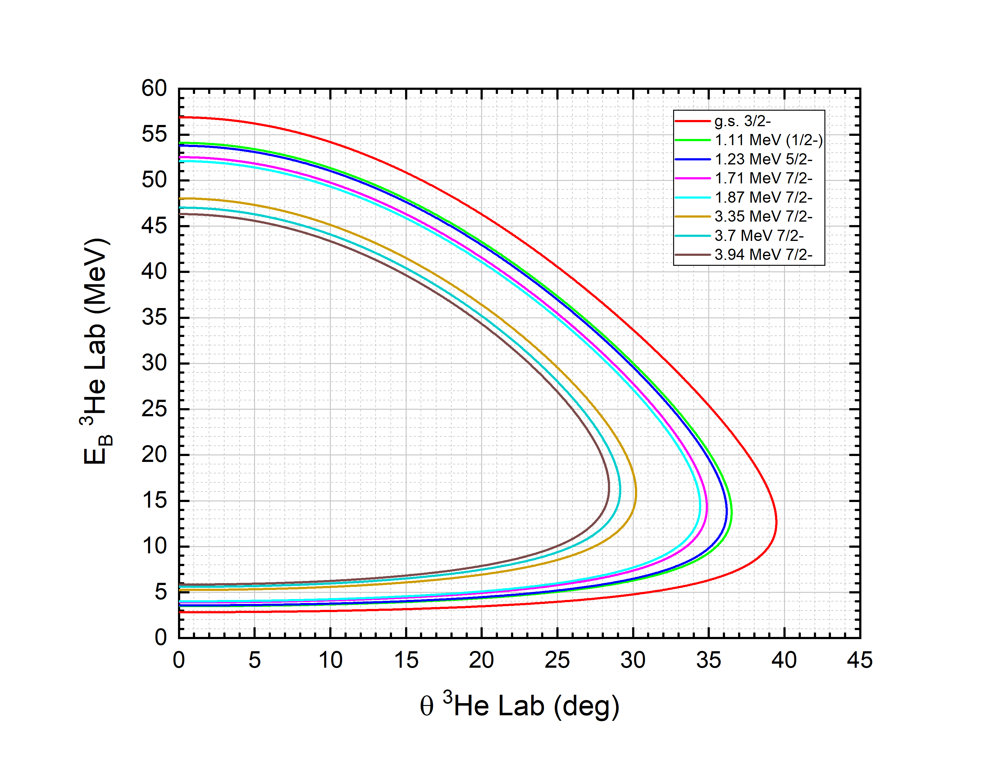 60
55
50
45
40
35
30
25
20
15
10
5
0
E_B ³He Lab (MeV)
g.s. 3/2-
1.11 MeV (1/2-)
1.23 MeV 5/2-
1.71 MeV 7/2-
1.87 MeV 7/2-
3.35 MeV 7/2-
3.7 MeV 7/2-
3.94 MeV 7/2-
0 5 10 15 20 25 30 35 40 45
θ ³He Lab (deg)